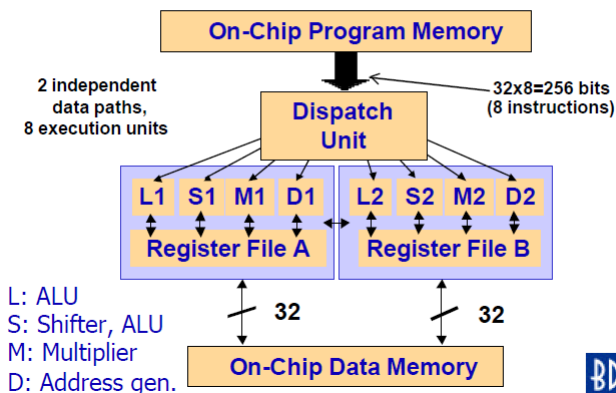 On-Chip Program Memory
2 independent
data paths,
8 execution units
32x8=256 bits
(8 instructions)
Dispatch
Unit
L1 S1 M1 D1 L2 S2 M2 D2
Register File A Register File B
L: ALU
S: Shifter, ALU
M: Multiplier
D: Address gen.
32 32
On-Chip Data Memory